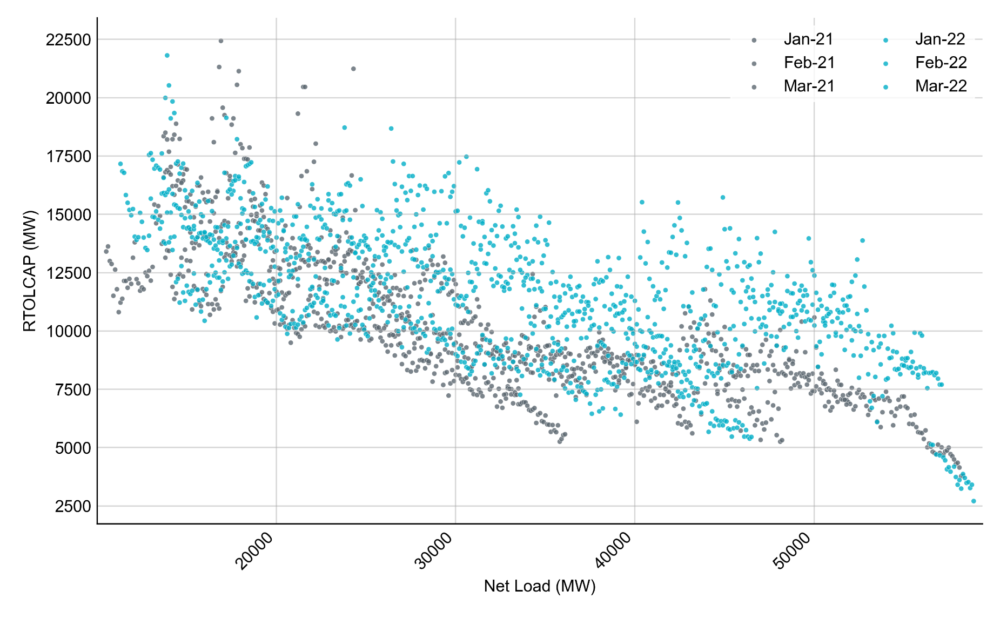 22500
20000
17500
15000
12500
10000
7500
5000
2500
RTOLCAP (MW)
Jan-21
Feb-21
Mar-21
Jan-22
Feb-22
Mar-22
20000
30000
40000
50000
Net Load (MW)